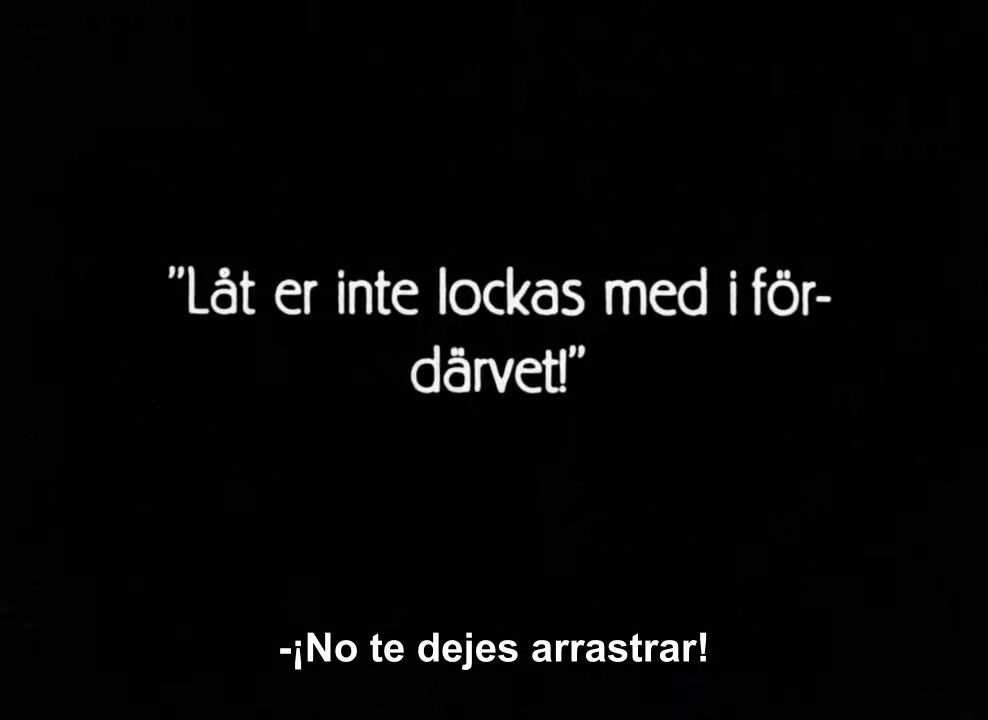 ”Låt er inte lockas med i för-
därvet!”
-¡No te dejes arrastrar!